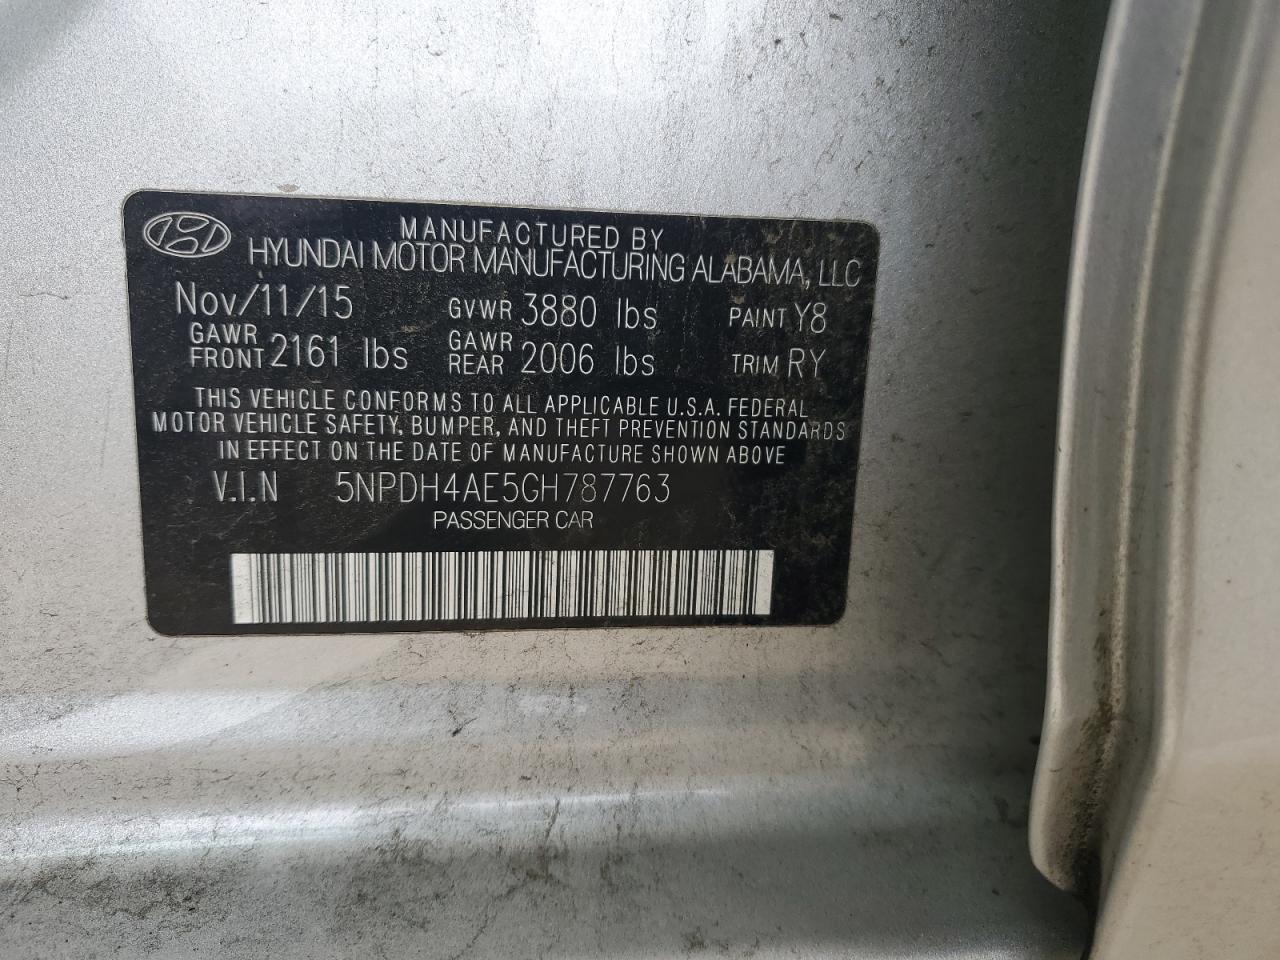 MANUFACTURED BY
HYUNDAI MOTOR MANUFACTURING ALABAMA, LLC
Nov/11/15 GVWR 3880 lbs PAINT Y8
GAWR FRONT 2161 lbs GAWR REAR 2006 lbs TRIM RY
THIS VEHICLE CONFORMS TO ALL APPLICABLE U.S.A. FEDERAL
MOTOR VEHICLE SAFETY, BUMPER, AND THEFT PREVENTION STANDARDS
IN EFFECT ON THE DATE OF MANUFACTURE SHOWN ABOVE
V.I.N 5NPDH4AE5GH787763
PASSENGER CAR